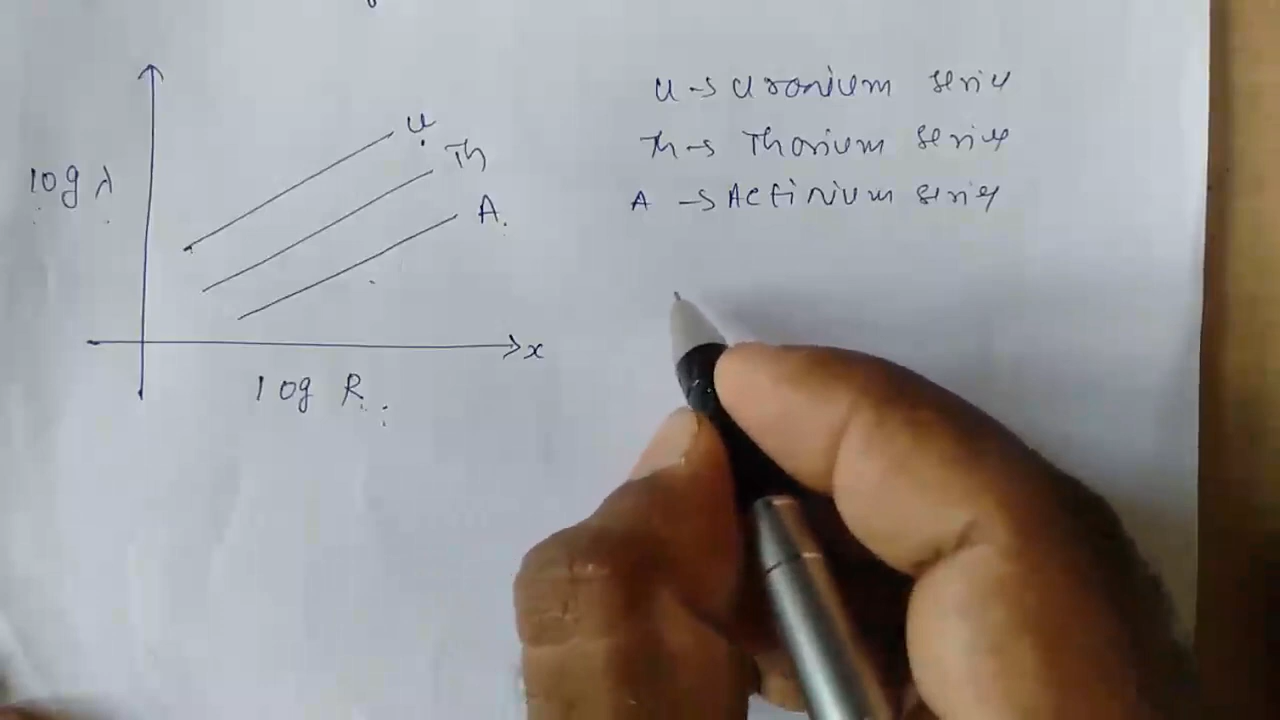 U → Uranium series
Th → Thorium series
A → Actinium series
U
Th
A.
log λ
x
log R